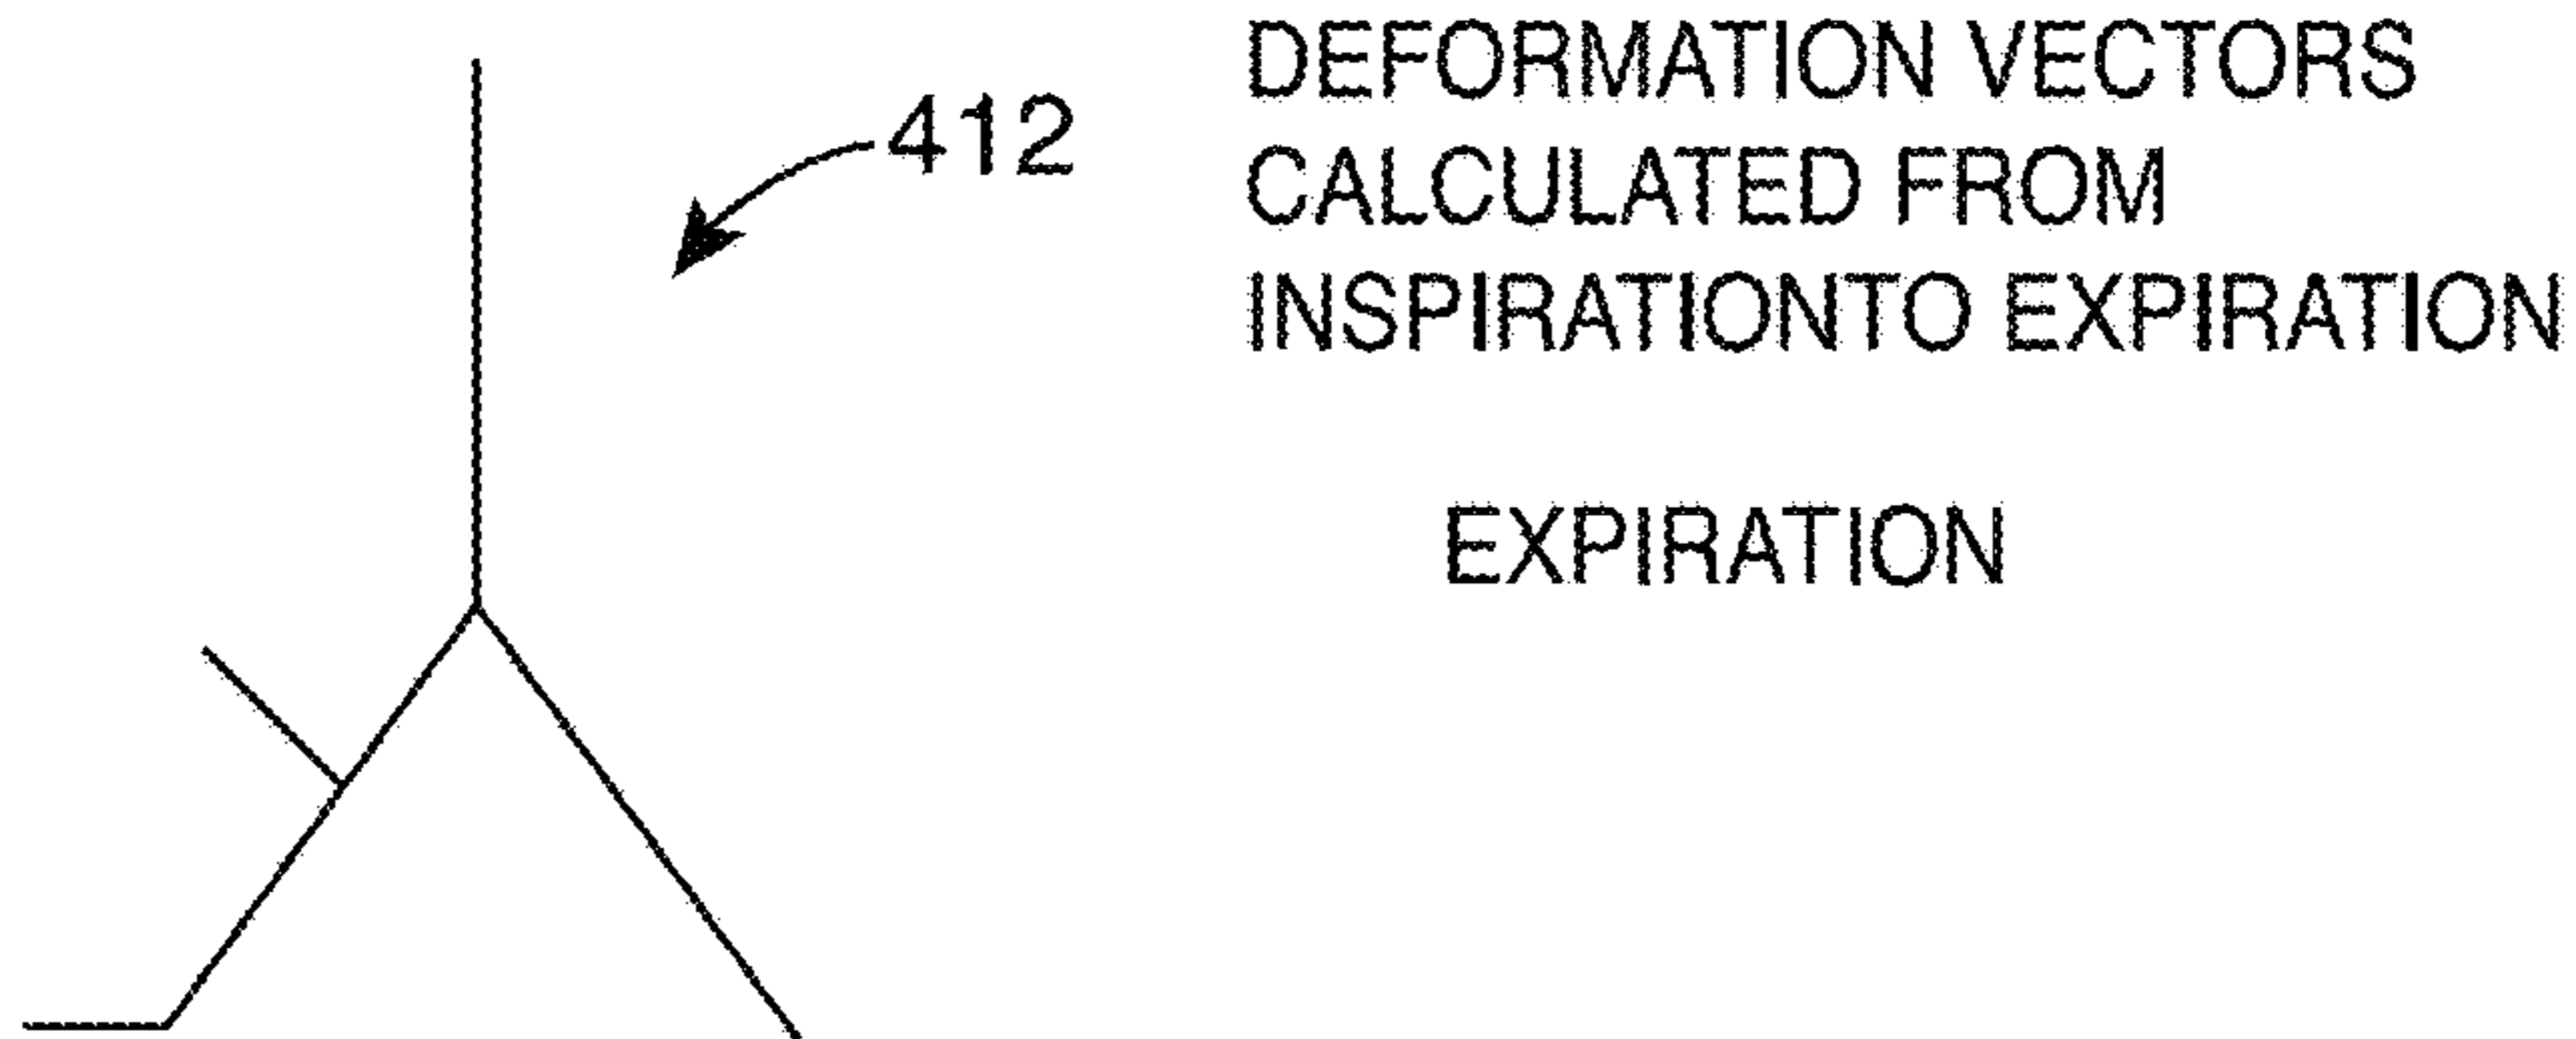 412
DEFORMATION VECTORS
CALCULATED FROM
INSPIRATIONTO EXPIRATION
EXPIRATION